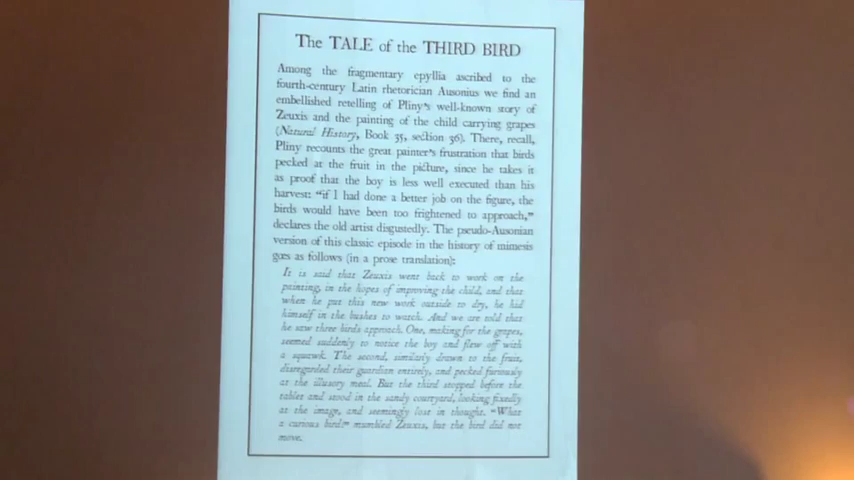 The TALE of the THIRD BIRD
Among the fragmentary epyllia ascribed to the
fourth-century Latin rhetorician Ausonius we find an
embellished retelling of Pliny's well-known story of
Zeuxis and the painting of the child carrying grapes
(Natural History, Book 35, section 36). There, recall,
Pliny recounts the great painter's frustration that birds
pecked at the fruit in the picture, since he takes it
as proof that the boy is less well executed than his
harvest: "if I had done a better job on the figure, the
birds would have been too frightened to approach,"
declares the old artist disgustedly. The pseudo-Ausonian
version of this classic episode in the history of mimesis
goes as follows (in a prose translation):
It is said that Zeuxis went back to work on the
painting, in the hopes of improving the child, and that
when he put this new work outside to dry, he hid
himself in the bushes to watch. And we are told that
he saw three birds approach. One, making for the grapes,
seemed suddenly to notice the boy and flew off with
a squawk. The second, similarly drawn to the fruit,
disregarded their guardian entirely, and pecked furiously
at the illusory meal. But the third stopped before the
tablet and stood in the sandy courtyard, looking fixedly
at the image, and seemingly lost in thought. "What
a curious bird!" mumbled Zeuxis, but the bird did not
move.